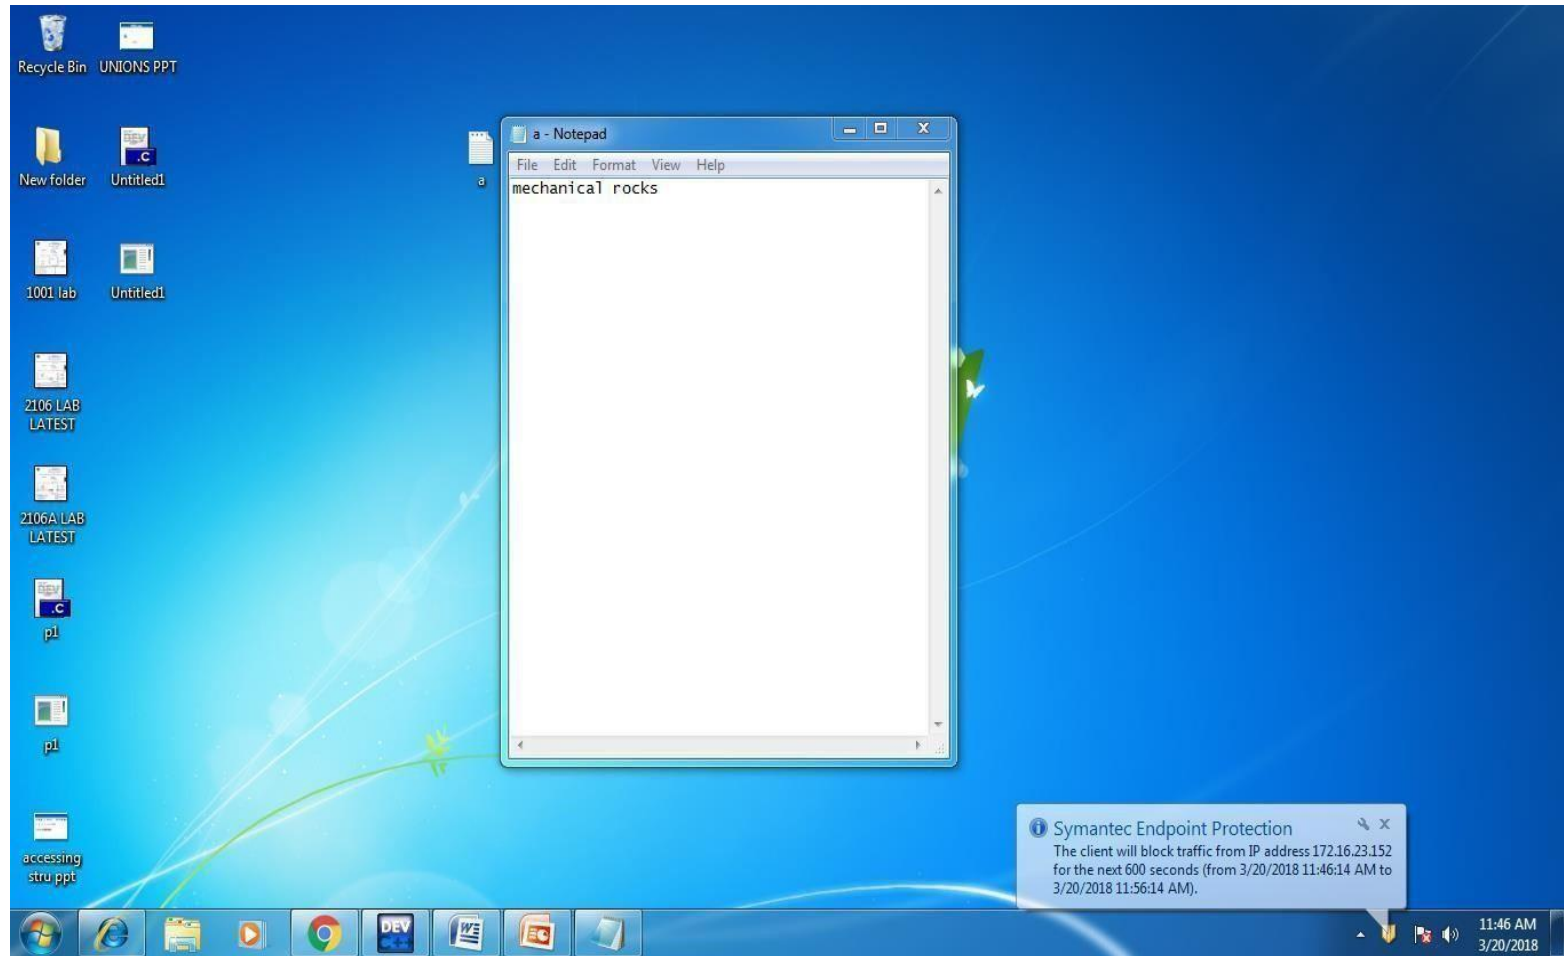 Recycle Bin
UNIONS PPT
New folder
Untitled1
1001 lab
Untitled1
2106 LAB
LATEST
2106A LAB
LATEST
DEV
.C
p1
p1
accessing
stru ppt
DEV
.C
a
a - Notepad
File Edit Format View Help
mechanical rocks
Symantec Endpoint Protection
The client will block traffic from IP address 172.16.23.152
for the next 600 seconds (from 3/20/2018 11:46:14 AM to
3/20/2018 11:56:14 AM).
DEV
C++
W
11:46 AM
3/20/2018